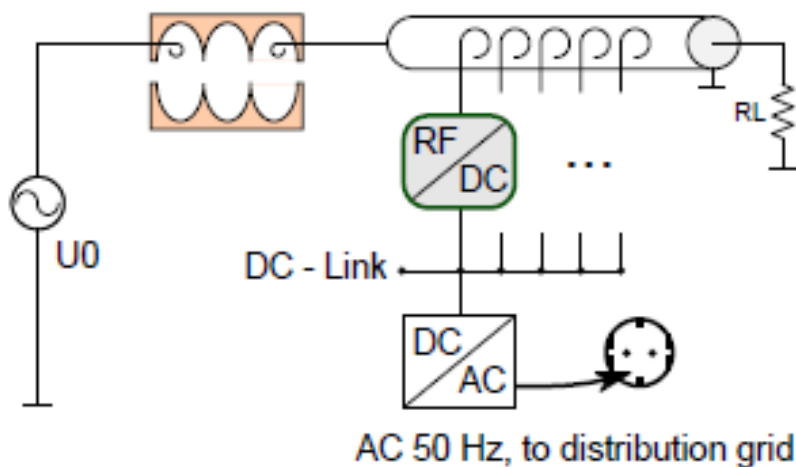 RL
RF
DC
...
U0
DC - Link
DC
AC
AC 50 Hz, to distribution grid